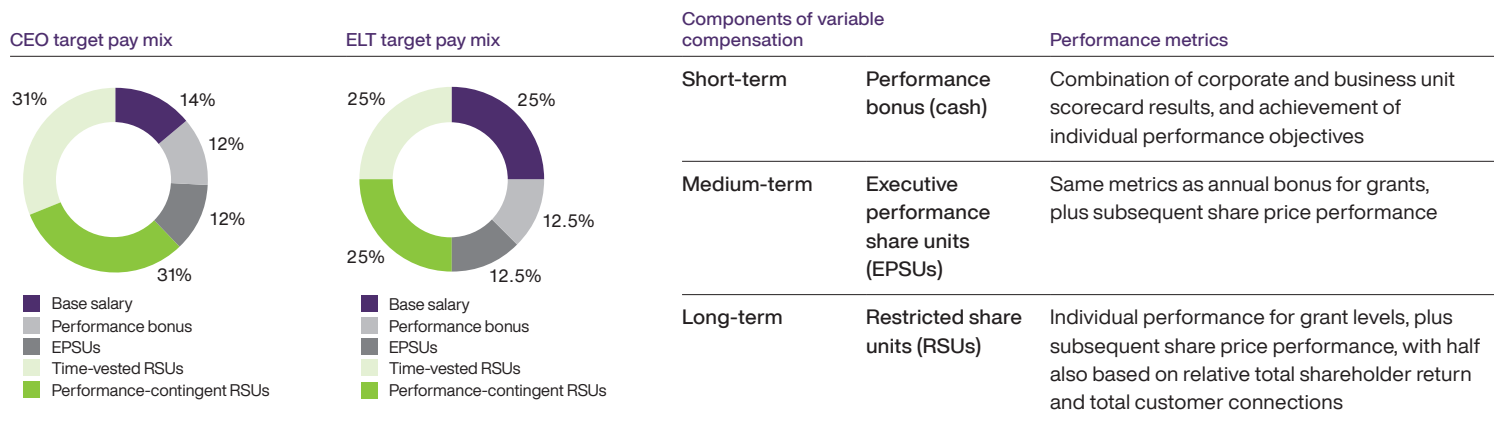 CEO target pay mix
31%
14%
12%
12%
31%
Base salary
Performance bonus
EPSUs
Time-vested RSUs
Performance-contingent RSUs
ELT target pay mix
25%
25%
12.5%
12.5%
25%
Base salary
Performance bonus
EPSUs
Time-vested RSUs
Performance-contingent RSUs
Components of variable
compensation
Performance metrics
Short-term
Performance
bonus (cash)
Combination of corporate and business unit
scorecard results, and achievement of
individual performance objectives
Medium-term
Executive
performance
share units
(EPSUs)
Same metrics as annual bonus for grants,
plus subsequent share price performance
Long-term
Restricted share
units (RSUs)
Individual performance for grant levels, plus
subsequent share price performance, with half
also based on relative total shareholder return
and total customer connections